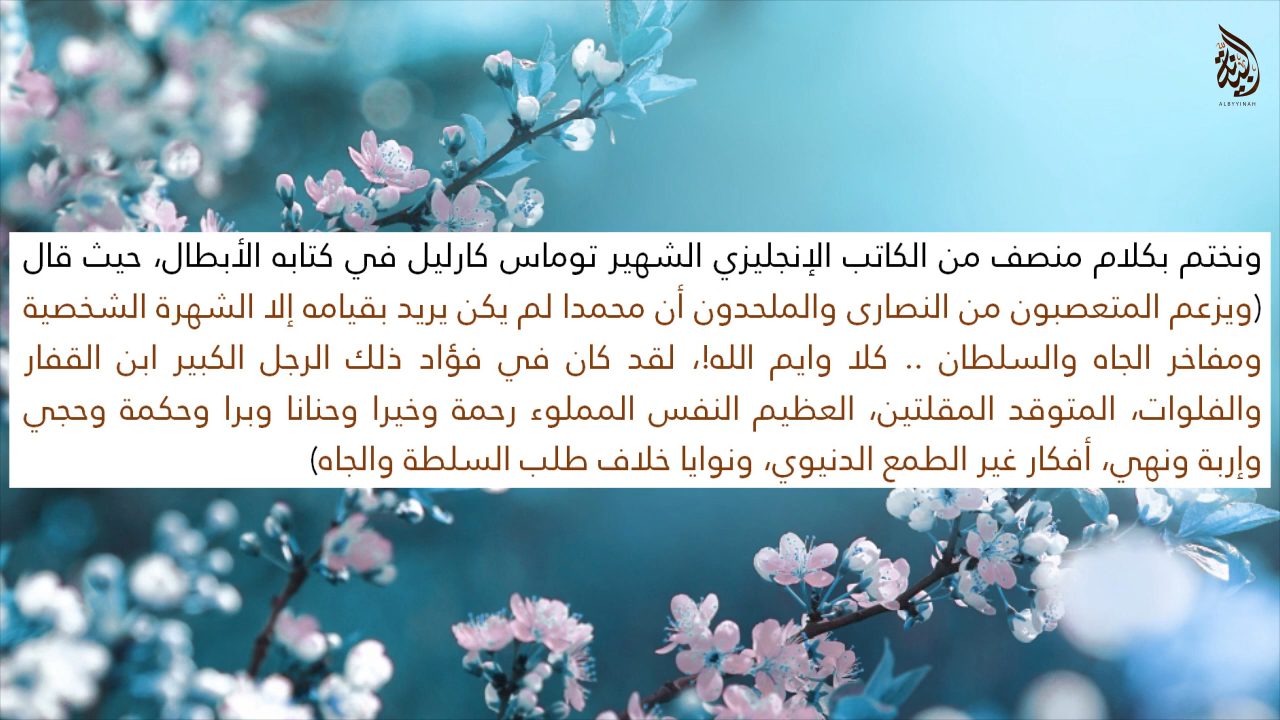 البينة
ALBYYINAH
ونختم بكلام منصف من الكاتب الإنجليزي الشهير توماس كارليل في كتابه الأبطال، حيث قال
(ويزعم المتعصبون من النصارى والملحدون أن محمدا لم يكن يريد بقيامه إلا الشهرة الشخصية
ومفاخر الجاه والسلطان .. كلا وايم الله!، لقد كان في فؤاد ذلك الرجل الكبير ابن القفار
والفلوات، المتوقد المقلتين، العظيم النفس المملوء رحمة وخيرا وحنانا وبرا وحكمة وحجي
وإربة ونهي، أفكار غير الطمع الدنيوي، ونوايا خلاف طلب السلطة والجاه)